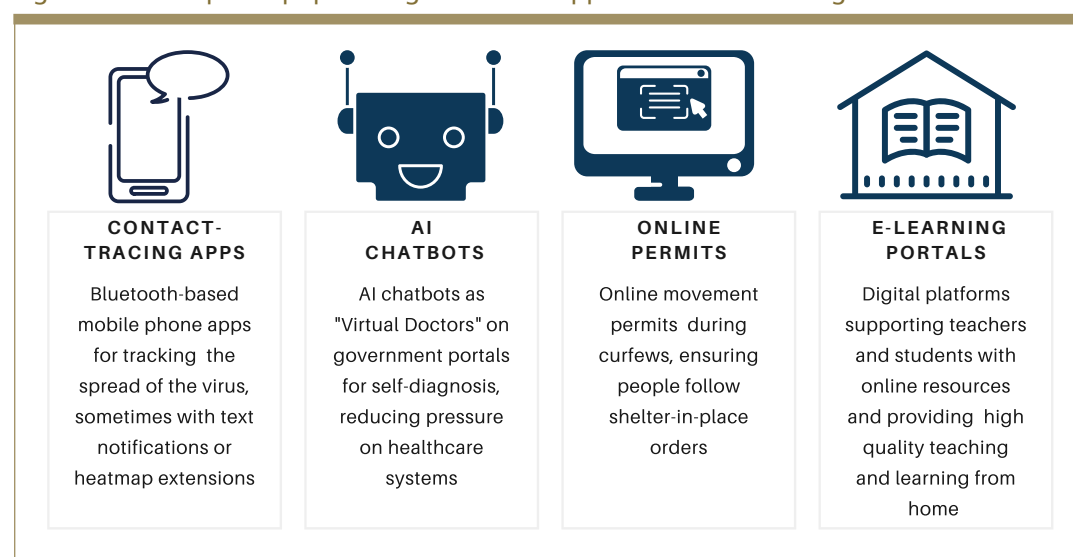 CONTACT-
TRACING APPS
Bluetooth-based
mobile phone apps
for tracking the
spread of the virus,
sometimes with text
notifications or
heatmap extensions
AI
CHATBOTS
AI chatbots as
"Virtual Doctors" on
government portals
for self-diagnosis,
reducing pressure
on healthcare
systems
ONLINE
PERMITS
Online movement
permits during
curfews, ensuring
people follow
shelter-in-place
orders
E-LEARNING
PORTALS
Digital platforms
supporting teachers
and students with
online resources
and providing high
quality teaching
and learning from
home